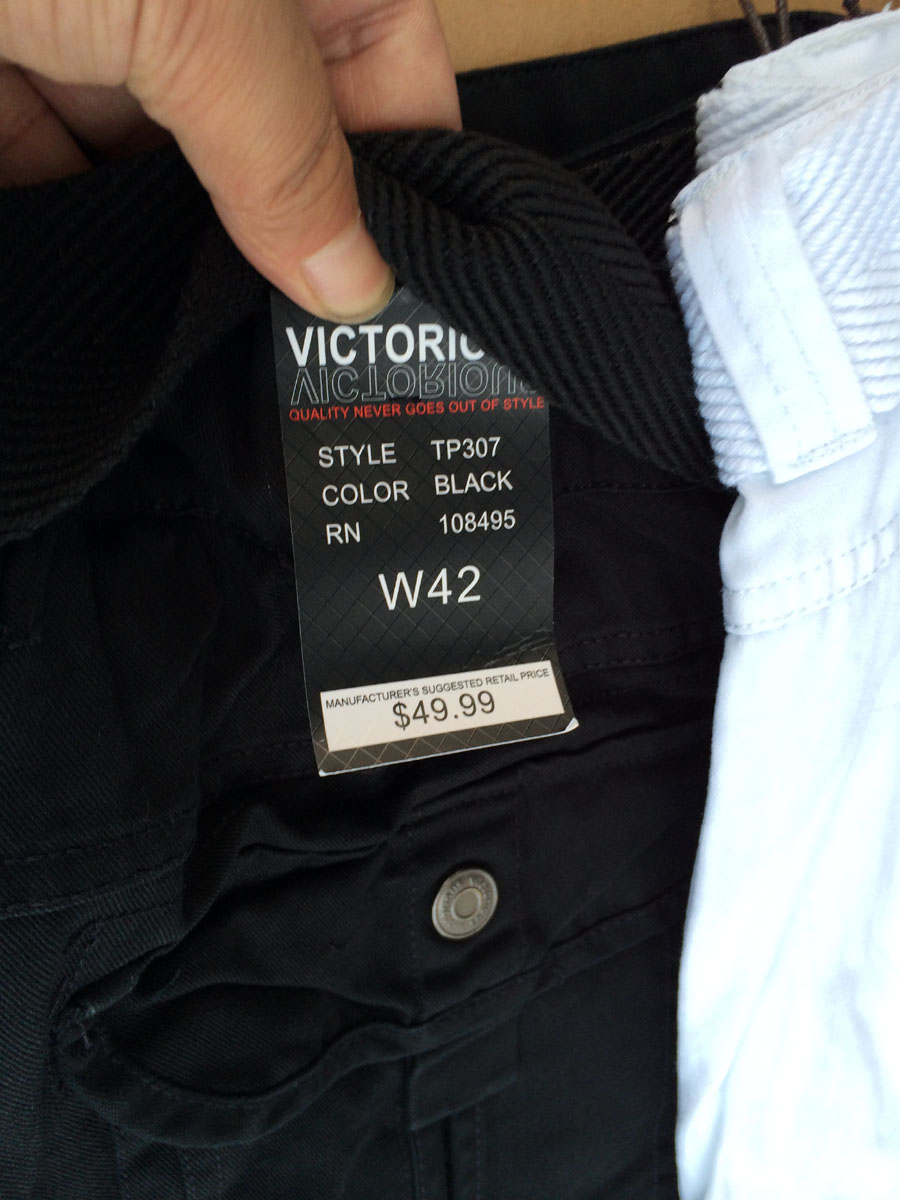 VICTORIO
VICTORIOUS
QUALITY NEVER GOES OUT OF STYLE
STYLE TP307
COLOR BLACK
RN 108495
W42
MANUFACTURER'S SUGGESTED RETAIL PRICE
$49.99